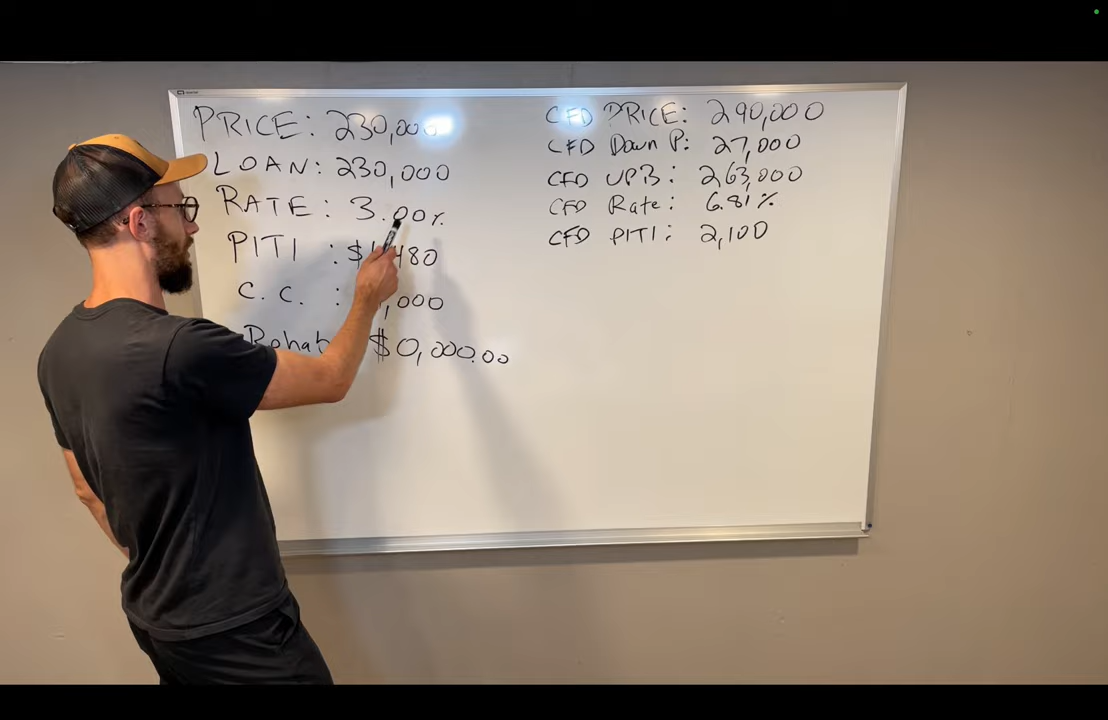 PRICE: 230,000
LOAN: 230,000
RATE: 3.00%
PITI : $1,480
C.C. : ,000
Rehab $0,000.00
CFD PRICE: 290,000
CFD Down P: 27,000
CFD UPB: 263,000
CFD Rate: 6.81%
CFD PITI: 2,100